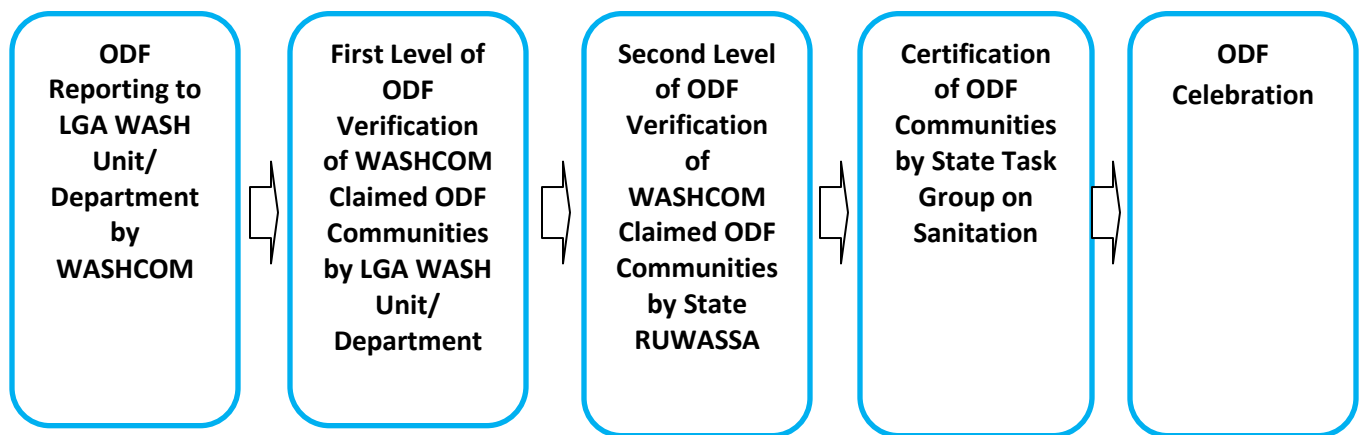 ODF
Reporting to
LGA WASH
Unit/
Department
by
WASHCOM
First Level of
ODF
Verification
of WASHCOM
Claimed ODF
Communities
by LGA WASH
Unit/
Department
Second Level
of ODF
Verification
of
WASHCOM
Claimed ODF
Communities
by State
RUWASSA
Certification
of ODF
Communities
by State Task
Group on
Sanitation
ODF
Celebration